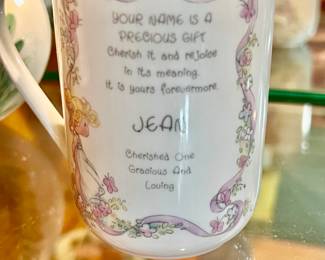 YOUR NAME IS A
PRECIOUS GIFT
Cherish it and rejoice
in its meaning.
It is yours forevermore.
JEAN
Cherished One
Gracious And
Loving